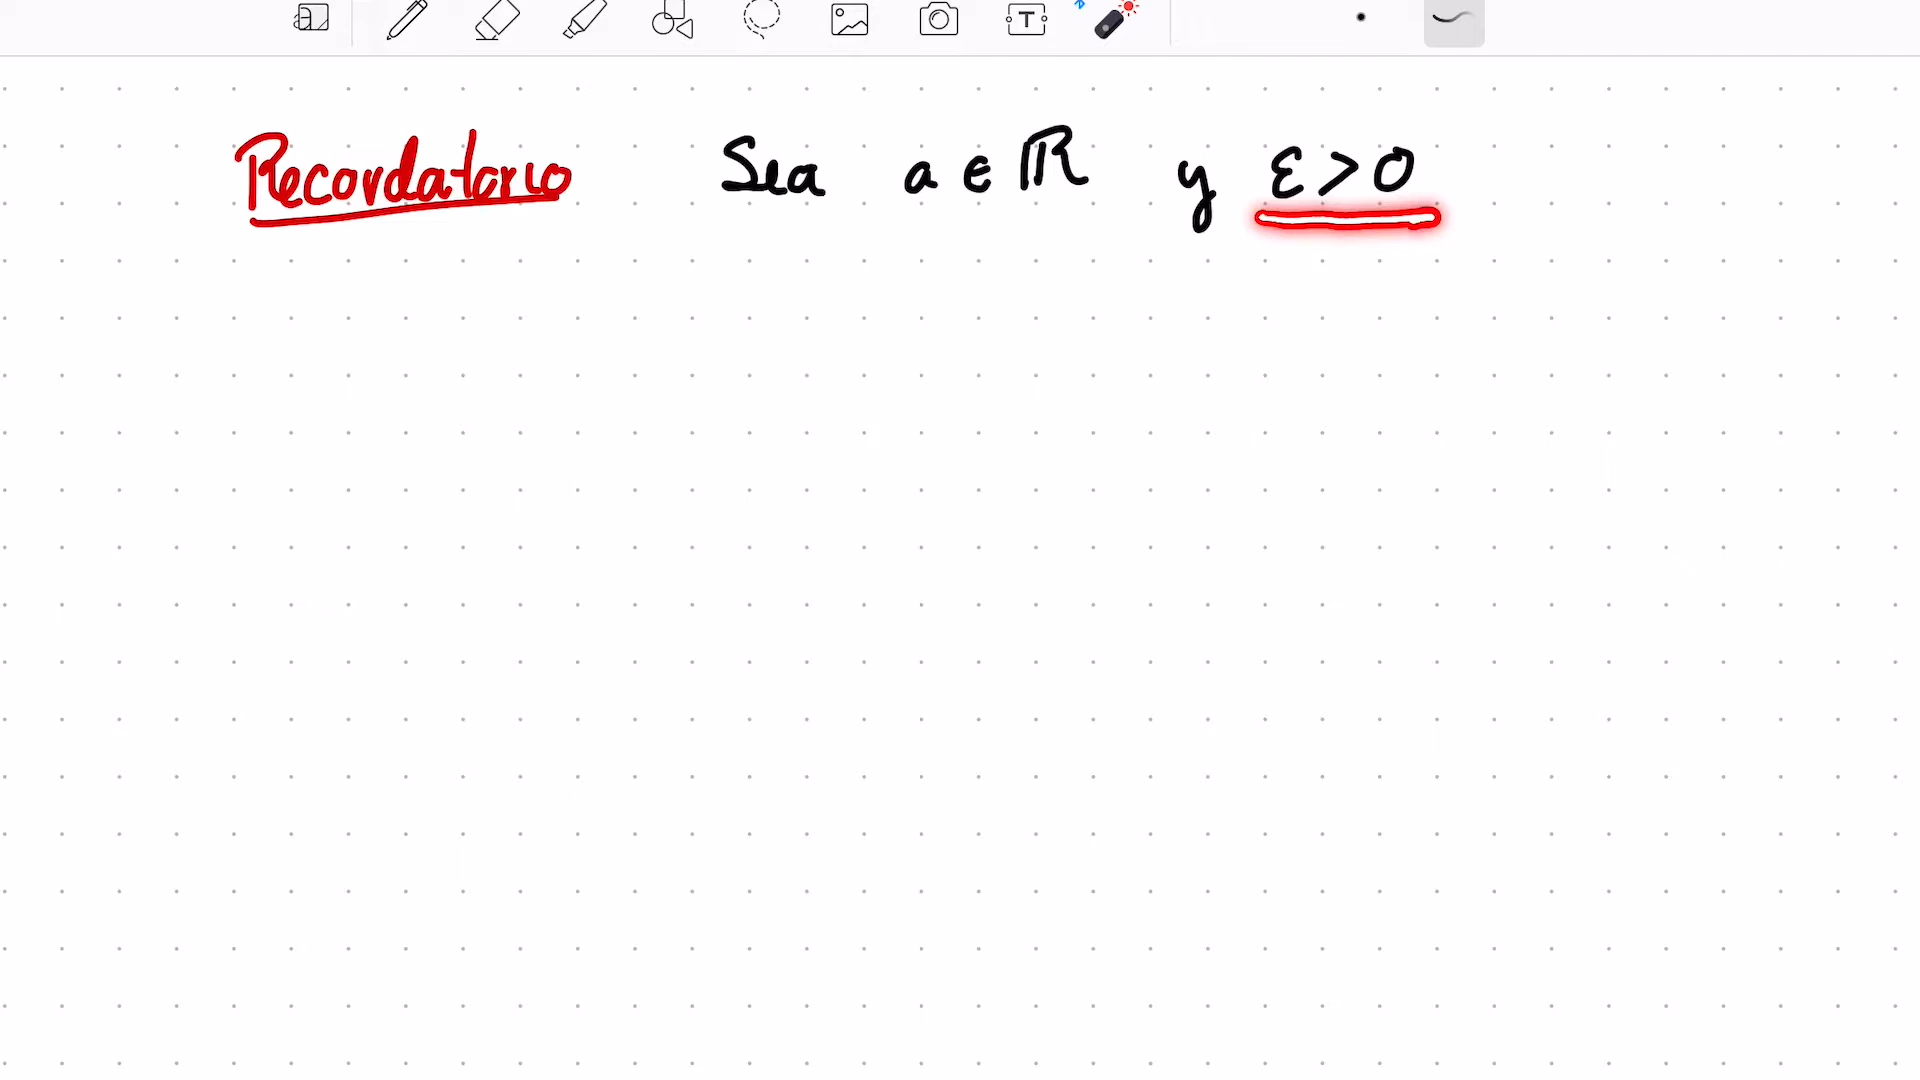 Recordatorio Sea a ∈ ℝ y ε > 0